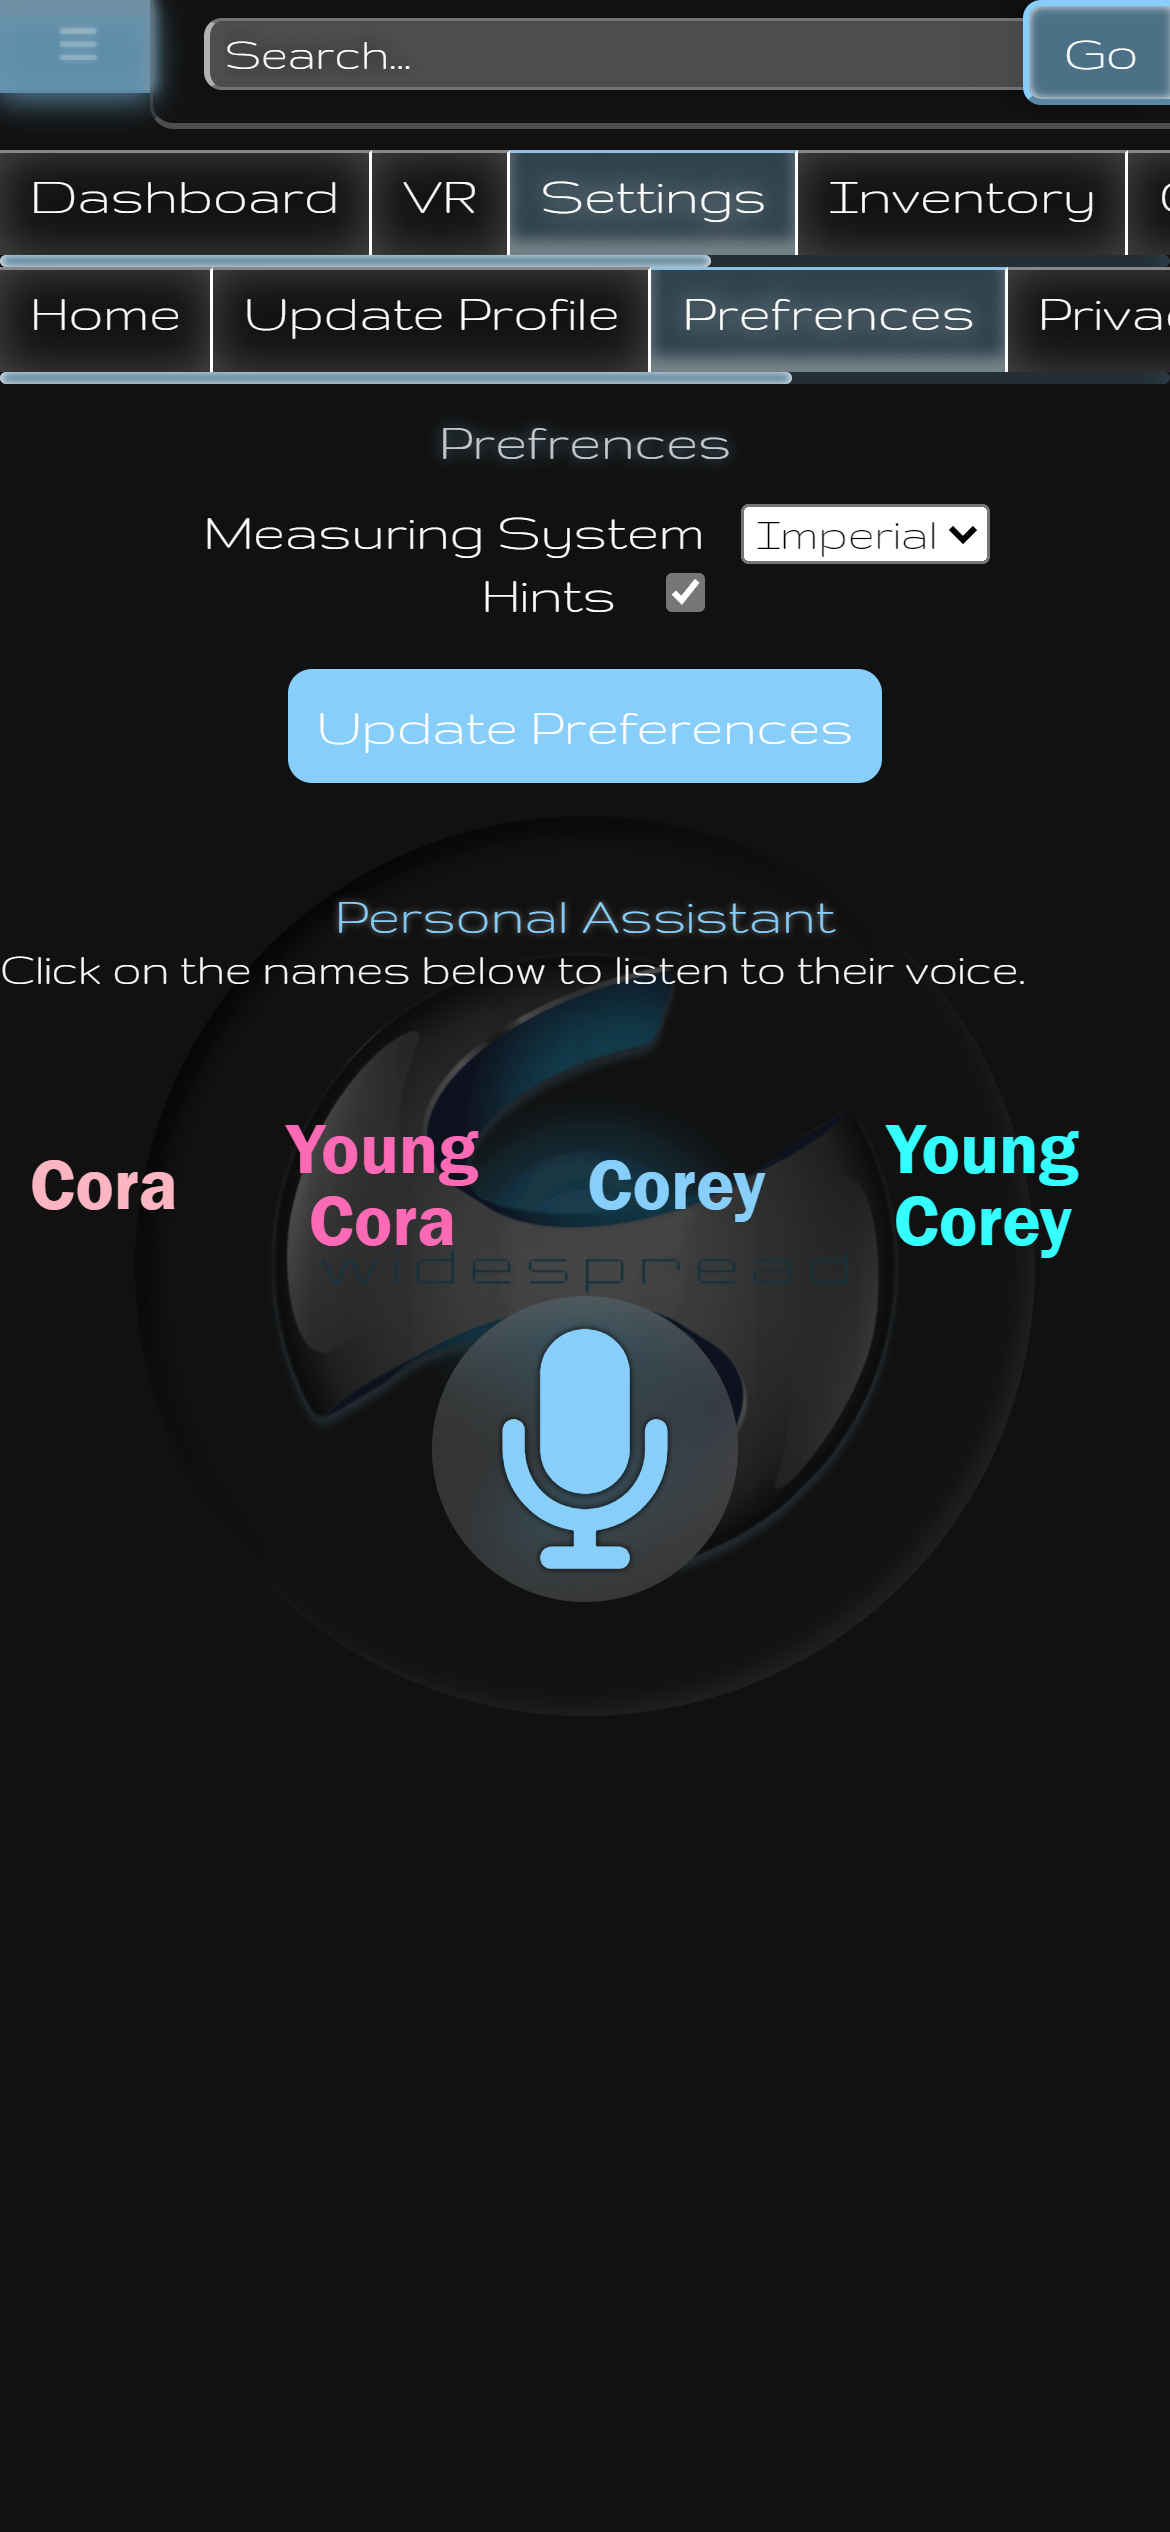 Search...
Go
Dashboard
VR
Settings
Inventory
Home
Update Profile
Prefrences
Prefrences
Measuring System
Imperial
Hints
Update Preferences
Personal Assistant
Click on the names below to listen to their voice.
Cora
Young
Cora
Corey
Young
Corey
widespread